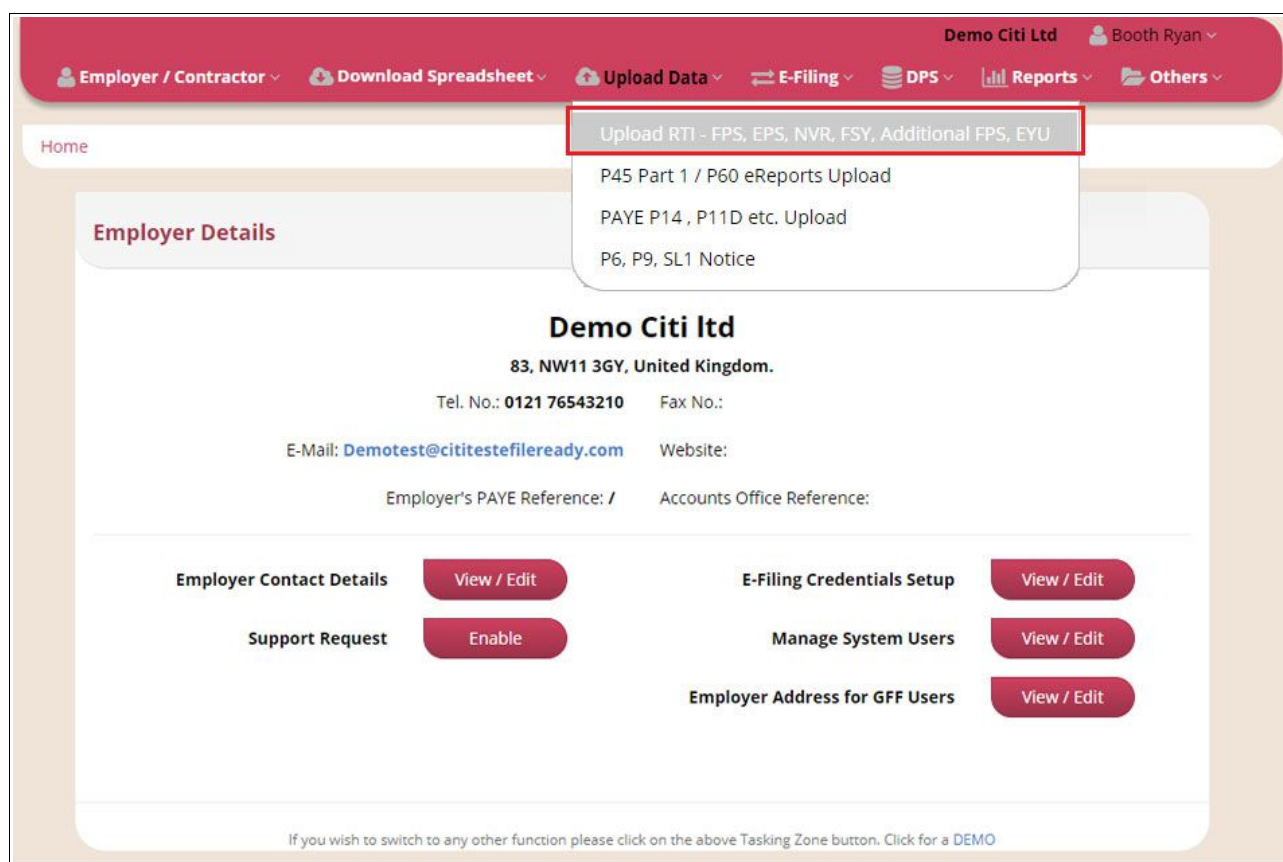 Demo Citi Ltd Booth Ryan
Employer / Contractor Download Spreadsheet Upload Data E-Filing DPS Reports Others
Home
Upload RTI - FPS, EPS, NVR, FSY, Additional FPS, EYU
P45 Part 1 / P60 eReports Upload
PAYE P14 , P11D etc. Upload
P6, P9, SL1 Notice
Employer Details
Demo Citi ltd
83, NW11 3GY, United Kingdom.
Tel. No.: 0121 76543210 Fax No.:
E-Mail: Demotest@cititestefileready.com Website:
Employer's PAYE Reference: / Accounts Office Reference:
Employer Contact Details View / Edit E-Filing Credentials Setup View / Edit
Support Request Enable Manage System Users View / Edit
Employer Address for GFF Users View / Edit
If you wish to switch to any other function please click on the above Tasking Zone button. Click for a DEMO